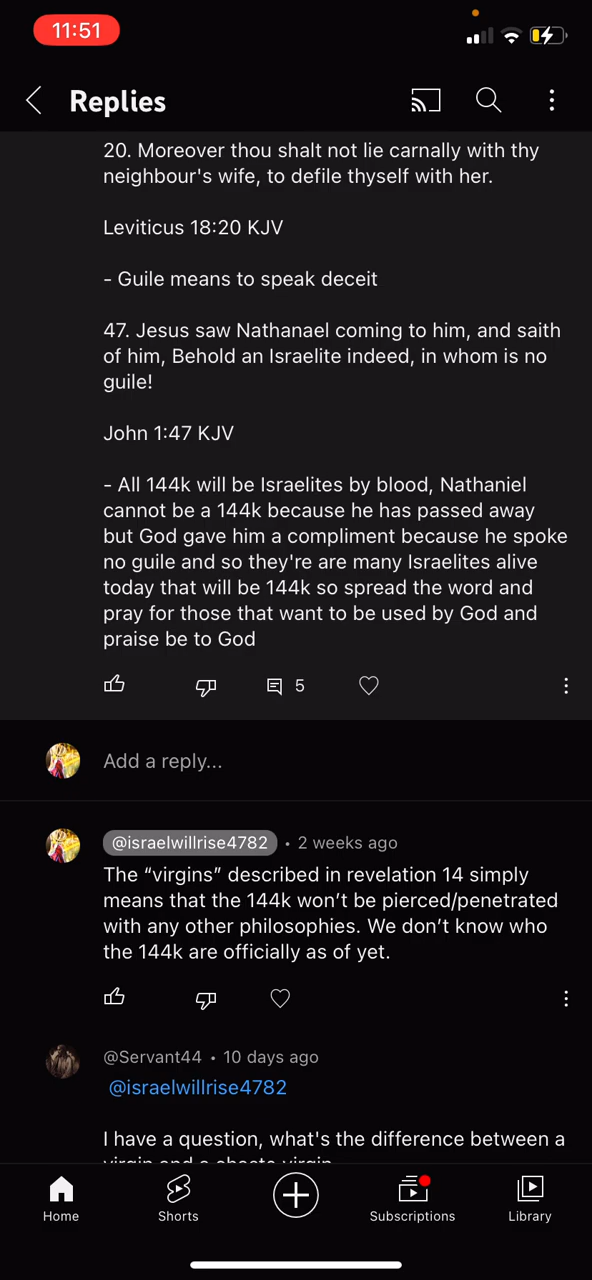 11:51
Replies
20. Moreover thou shalt not lie carnally with thy
neighbour's wife, to defile thyself with her.
Leviticus 18:20 KJV
- Guile means to speak deceit
47. Jesus saw Nathanael coming to him, and saith
of him, Behold an Israelite indeed, in whom is no
guile!
John 1:47 KJV
- All 144k will be Israelites by blood, Nathaniel
cannot be a 144k because he has passed away
but God gave him a compliment because he spoke
no guile and so they're are many Israelites alive
today that will be 144k so spread the word and
pray for those that want to be used by God and
praise be to God
5
Add a reply...
@israelwillrise4782 • 2 weeks ago
The “virgins” described in revelation 14 simply
means that the 144k won’t be pierced/penetrated
with any other philosophies. We don’t know who
the 144k are officially as of yet.
@Servant44 • 10 days ago
@israelwillrise4782
I have a question, what's the difference between a
Home Shorts Subscriptions Library